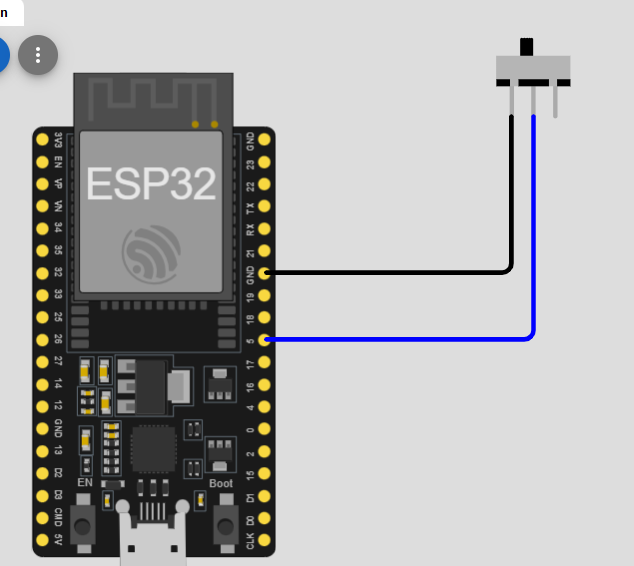 n
ESP32
3V3
EN
VP
VN
34
35
32
33
25
26
27
14
12
GND
13
D2
D3
CMD
5V
GND
23
22
TX
RX
21
GND
19
18
5
17
16
4
0
2
15
D1
D0
CLK
EN
Boot